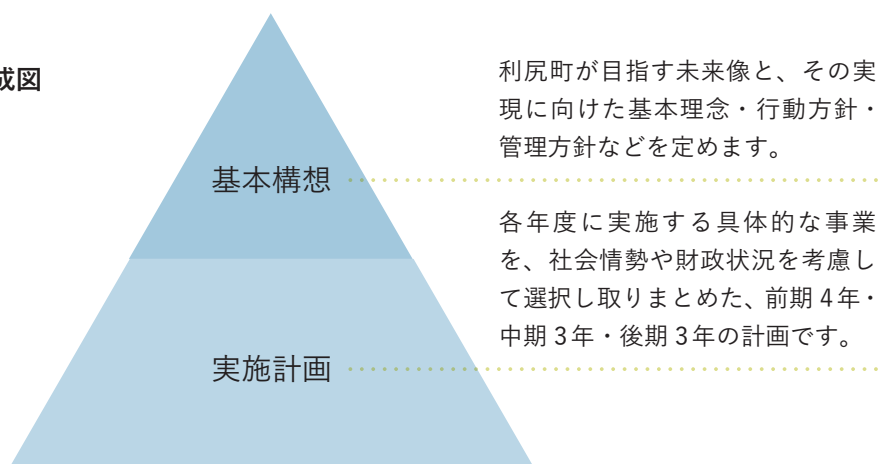 成図
利尻町が目指す未来像と、その実
現に向けた基本理念・行動方針・
管理方針などを定めます。
基本構想
各年度に実施する具体的な事業
を、社会情勢や財政状況を考慮し
て選択し取りまとめた、前期4年・
中期3年・後期3年の計画です。
実施計画